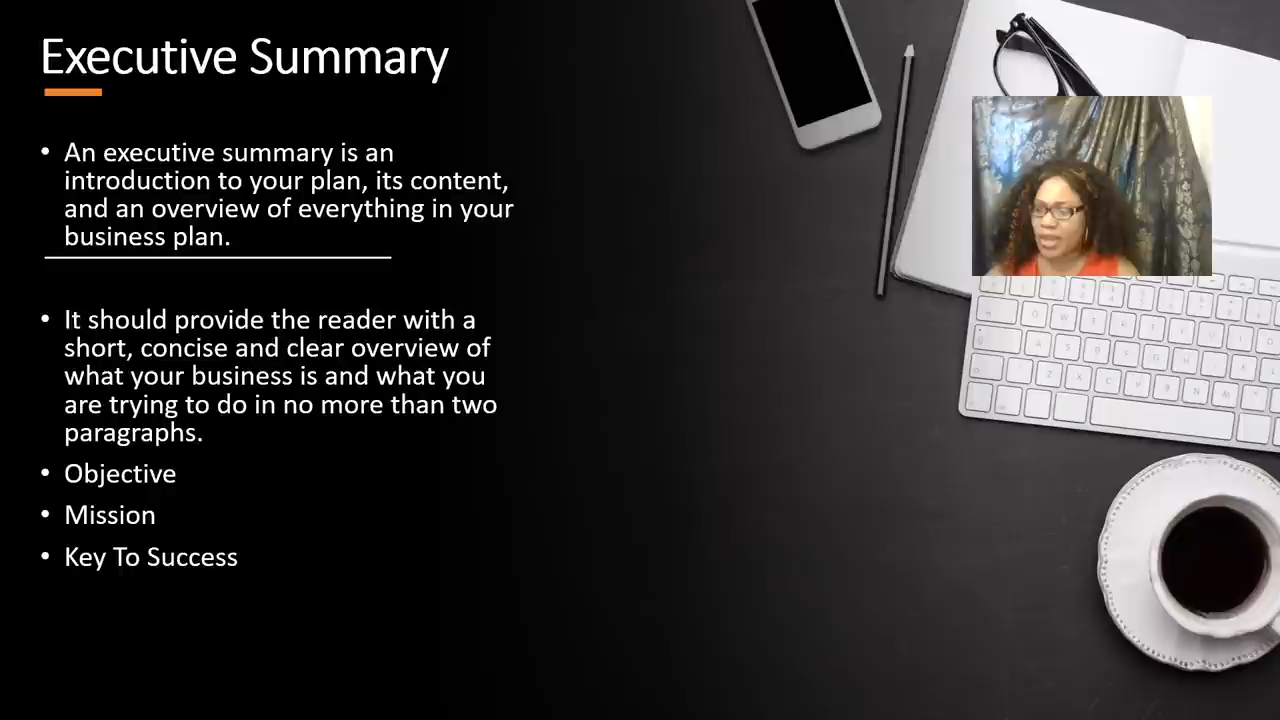 Executive Summary
• An executive summary is an
introduction to your plan, its content,
and an overview of everything in your
business plan.
• It should provide the reader with a
short, concise and clear overview of
what your business is and what you
are trying to do in no more than two
paragraphs.
• Objective
• Mission
• Key To Success